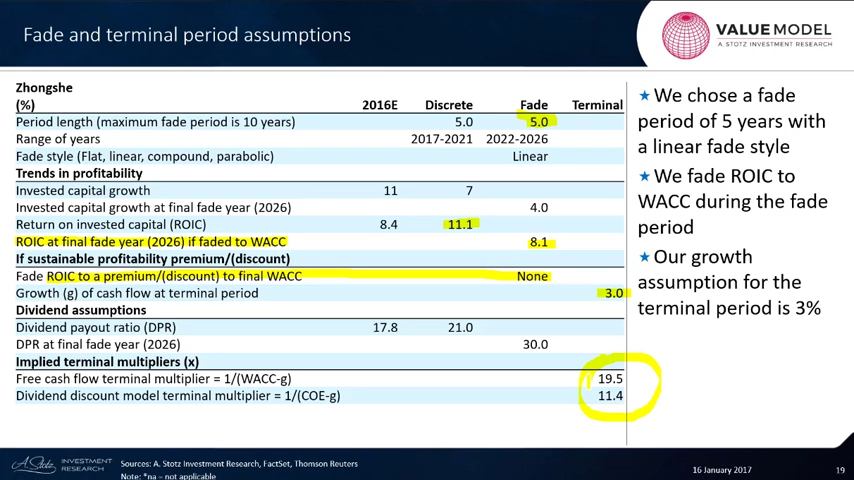 Fade and terminal period assumptions
VALUE MODEL
A. STOTZ INVESTMENT RESEARCH
Zhongshe
(%) 2016E Discrete Fade Terminal
Period length (maximum fade period is 10 years) 5.0 5.0
Range of years 2017-2021 2022-2026
Fade style (Flat, linear, compound, parabolic) Linear
Trends in profitability
Invested capital growth 11 7
Invested capital growth at final fade year (2026) 4.0
Return on invested capital (ROIC) 8.4 11.1
ROIC at final fade year (2026) if faded to WACC 8.1
If sustainable profitability premium/(discount)
Fade ROIC to a premium/(discount) to final WACC None
Growth (g) of cash flow at terminal period 3.0
Dividend assumptions
Dividend payout ratio (DPR) 17.8 21.0
DPR at final fade year (2026) 30.0
Implied terminal multipliers (x)
Free cash flow terminal multiplier = 1/(WACC-g) 19.5
Dividend discount model terminal multiplier = 1/(COE-g) 11.4
★We chose a fade
period of 5 years with
a linear fade style
★We fade ROIC to
WACC during the fade
period
★Our growth
assumption for the
terminal period is 3%
A. Stotz INVESTMENT
RESEARCH
Sources: A. Stotz Investment Research, FactSet, Thomson Reuters
Note: *na – not applicable
16 January 2017
19